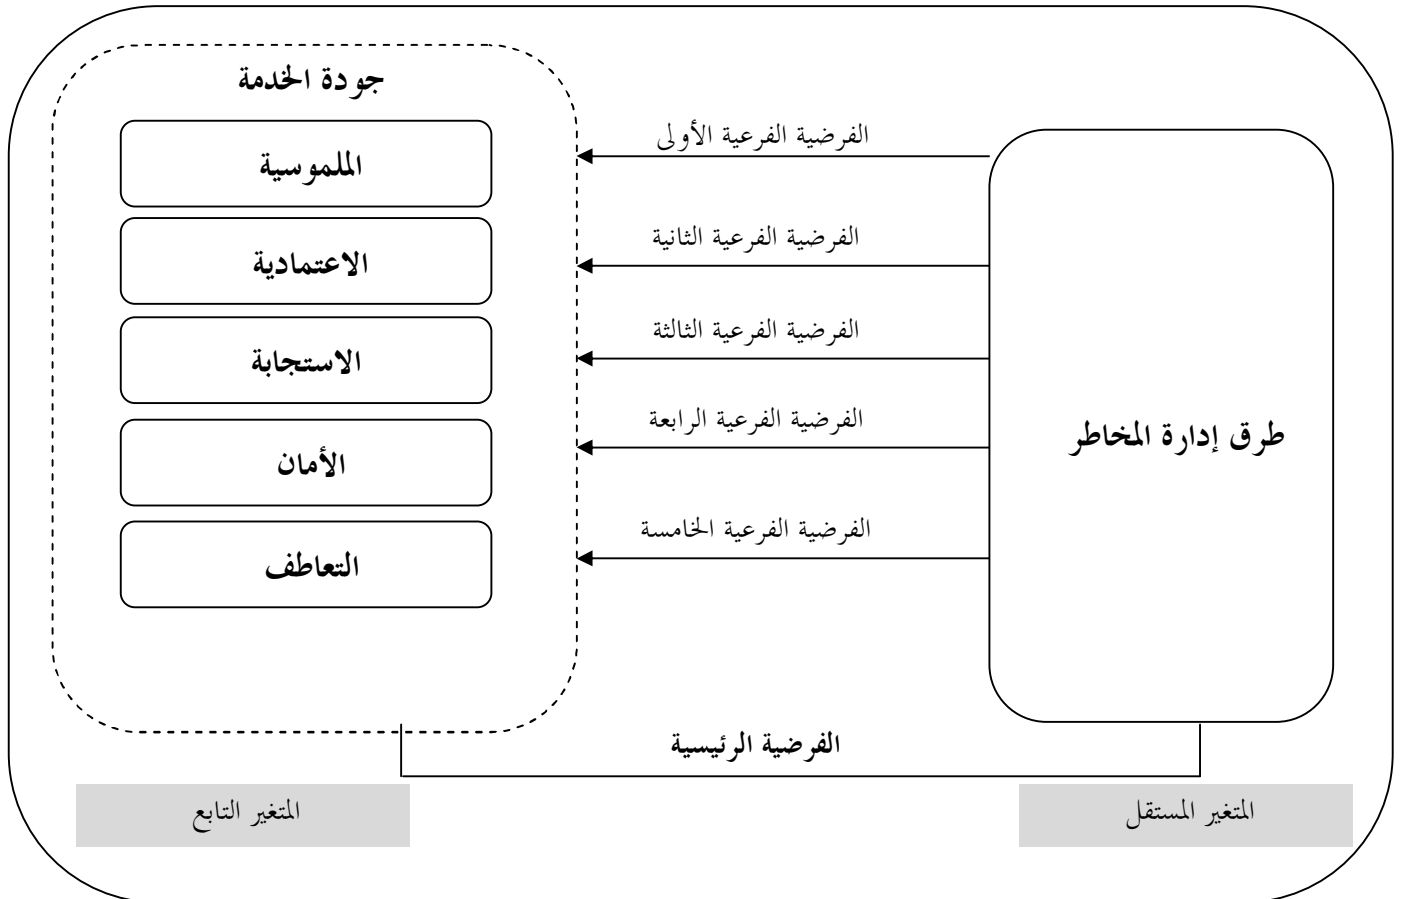 جودة الخدمة
الملموسية
الاعتمادية
الاستجابة
الأمان
التعاطف
الفرضية الفرعية الأولى
الفرضية الفرعية الثانية
الفرضية الفرعية الثالثة
الفرضية الفرعية الرابعة
الفرضية الفرعية الخامسة
طرق إدارة المخاطر
الفرضية الرئيسية
المتغير المستقل
المتغير التابع